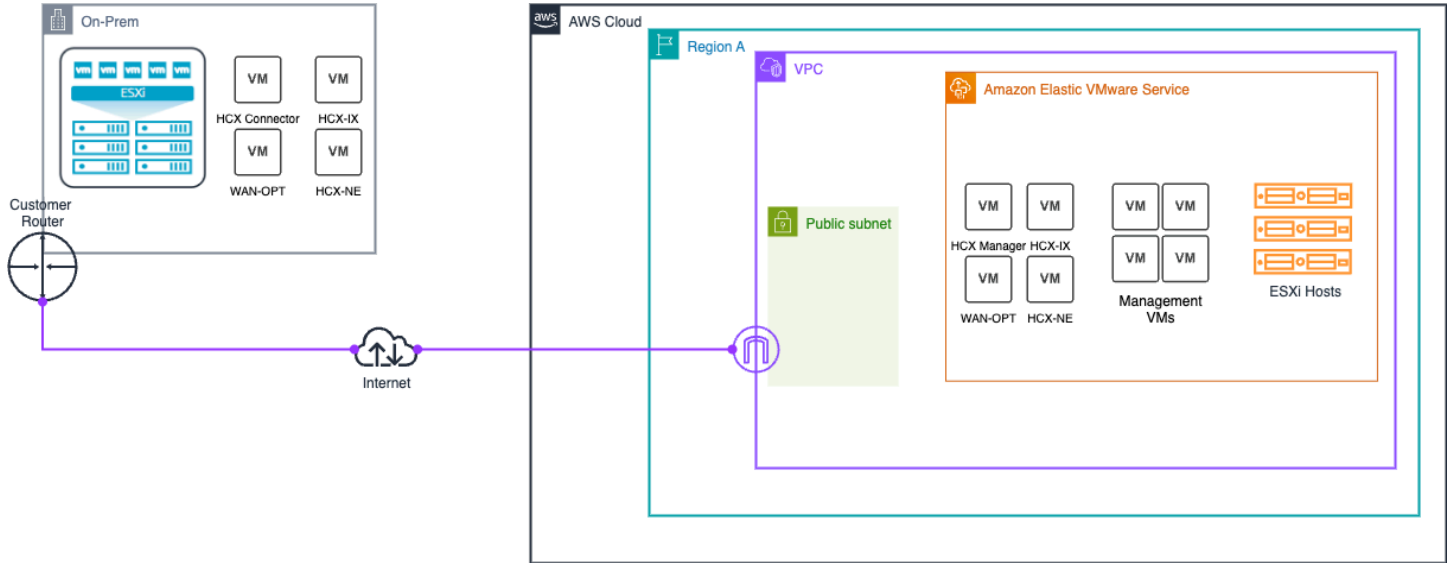 On-Prem
vm vm vm vm vm
ESXi
VM
VM
HCX Connector
HCX-IX
VM
VM
WAN-OPT
HCX-NE
Customer
Router
Internet
aws
AWS Cloud
Region A
VPC
Public subnet
Amazon Elastic VMware Service
VM
VM
HCX Manager
HCX-IX
VM
VM
WAN-OPT
HCX-NE
VM
VM
VM
VM
Management
VMs
ESXi Hosts